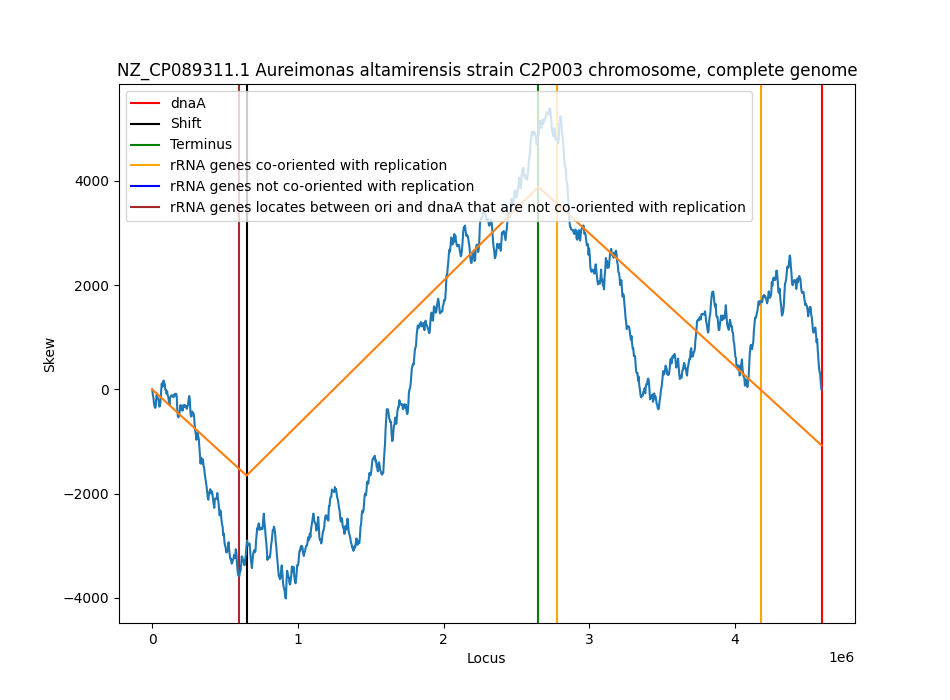 NZ_CP089311.1 Aureimonas altamirensis strain C2P003 chromosome, complete genome
dnaA
Shift
Terminus
rRNA genes co-oriented with replication
rRNA genes not co-oriented with replication
rRNA genes locates between ori and dnaA that are not co-oriented with replication
Skew
4000
2000
0
−2000
−4000
0 1 2 3 4
1e6
Locus